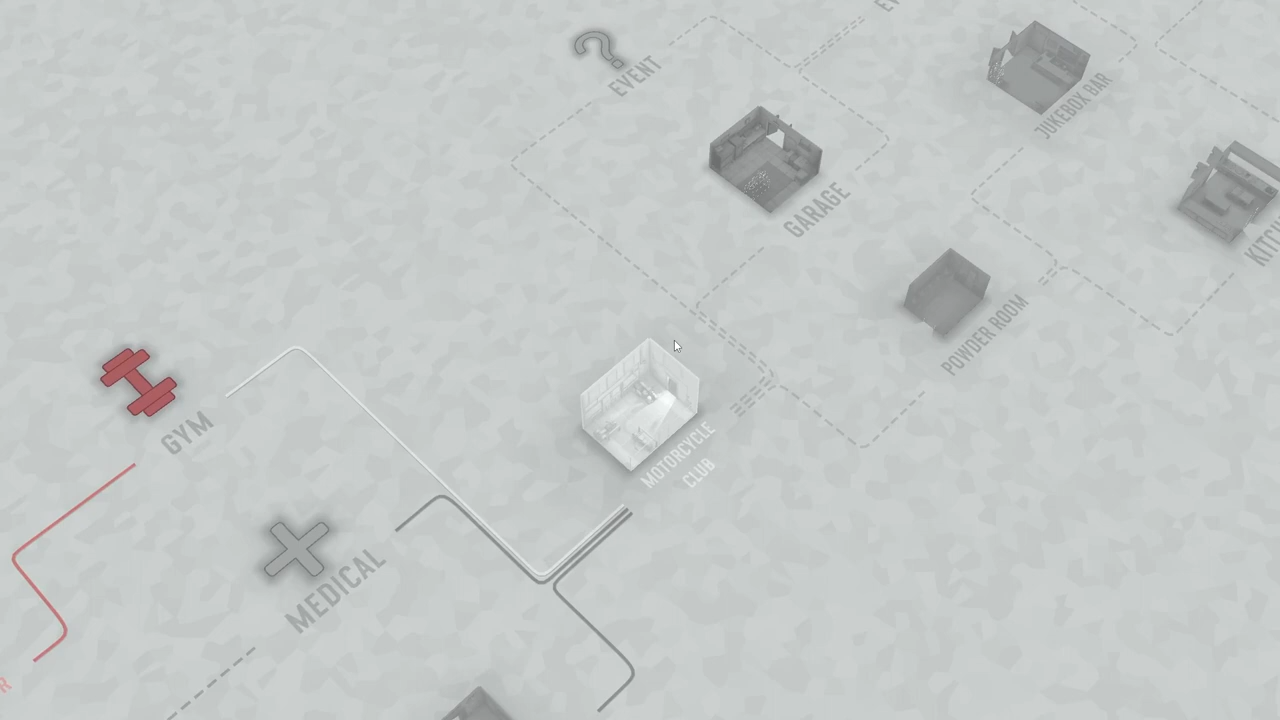 EVENT
JUKEBOX BAR
GARAGE
POWDER ROOM
GYM
MOTORCYCLE
CLUB
MEDICAL